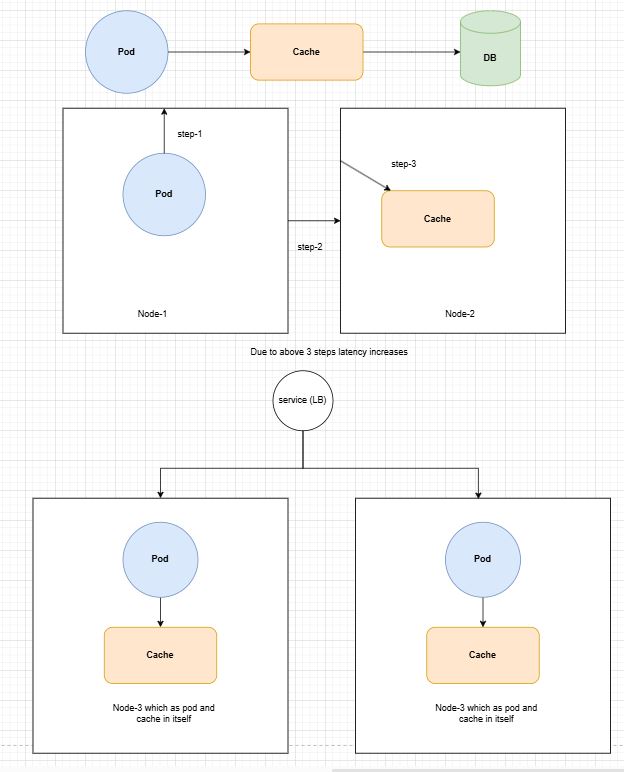 Pod
Cache
DB
step-1
Pod
Node-1
step-2
step-3
Cache
Node-2
Due to above 3 steps latency increases
service (LB)
Pod
Cache
Node-3 which as pod and
cache in itself
Pod
Cache
Node-3 which as pod and
cache in itself